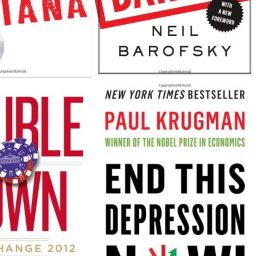 IANA
NEIL
BAROFSKY
WITH A
NEW
FOREWORD
NEW YORK TIMES BESTSELLER
PAUL KRUGMAN
WINNER OF THE NOBEL PRIZE IN ECONOMICS
END THIS
DEPRESSION
UBLE
OWN
HANGE 2012